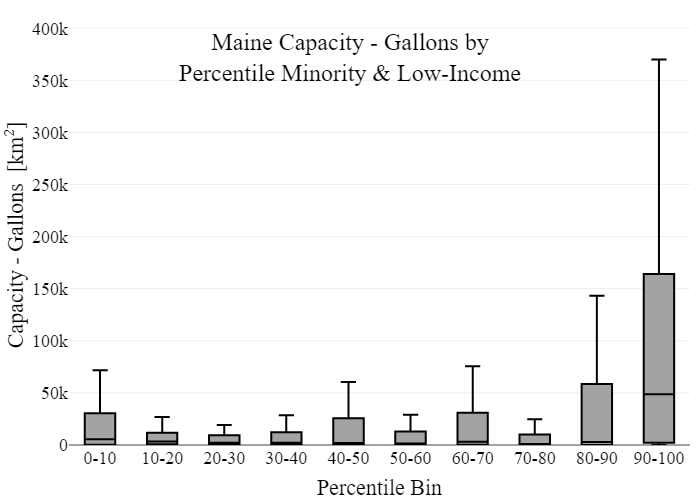 Maine Capacity - Gallons by
Percentile Minority & Low-Income
Capacity - Gallons [km²]
400k
350k
300k
250k
200k
150k
100k
50k
0
0-10 10-20 20-30 30-40 40-50 50-60 60-70 70-80 80-90 90-100
Percentile Bin